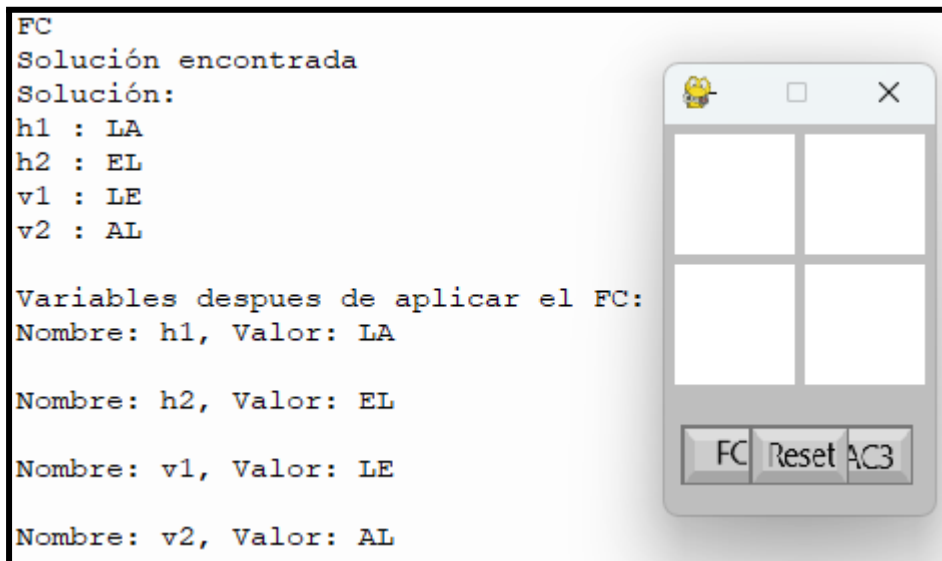 FC
Solución encontrada
Solución:
h1 : LA
h2 : EL
v1 : LE
v2 : AL
Variables despues de aplicar el FC:
Nombre: h1, Valor: LA
Nombre: h2, Valor: EL
Nombre: v1, Valor: LE
Nombre: v2, Valor: AL
FC Reset AC3